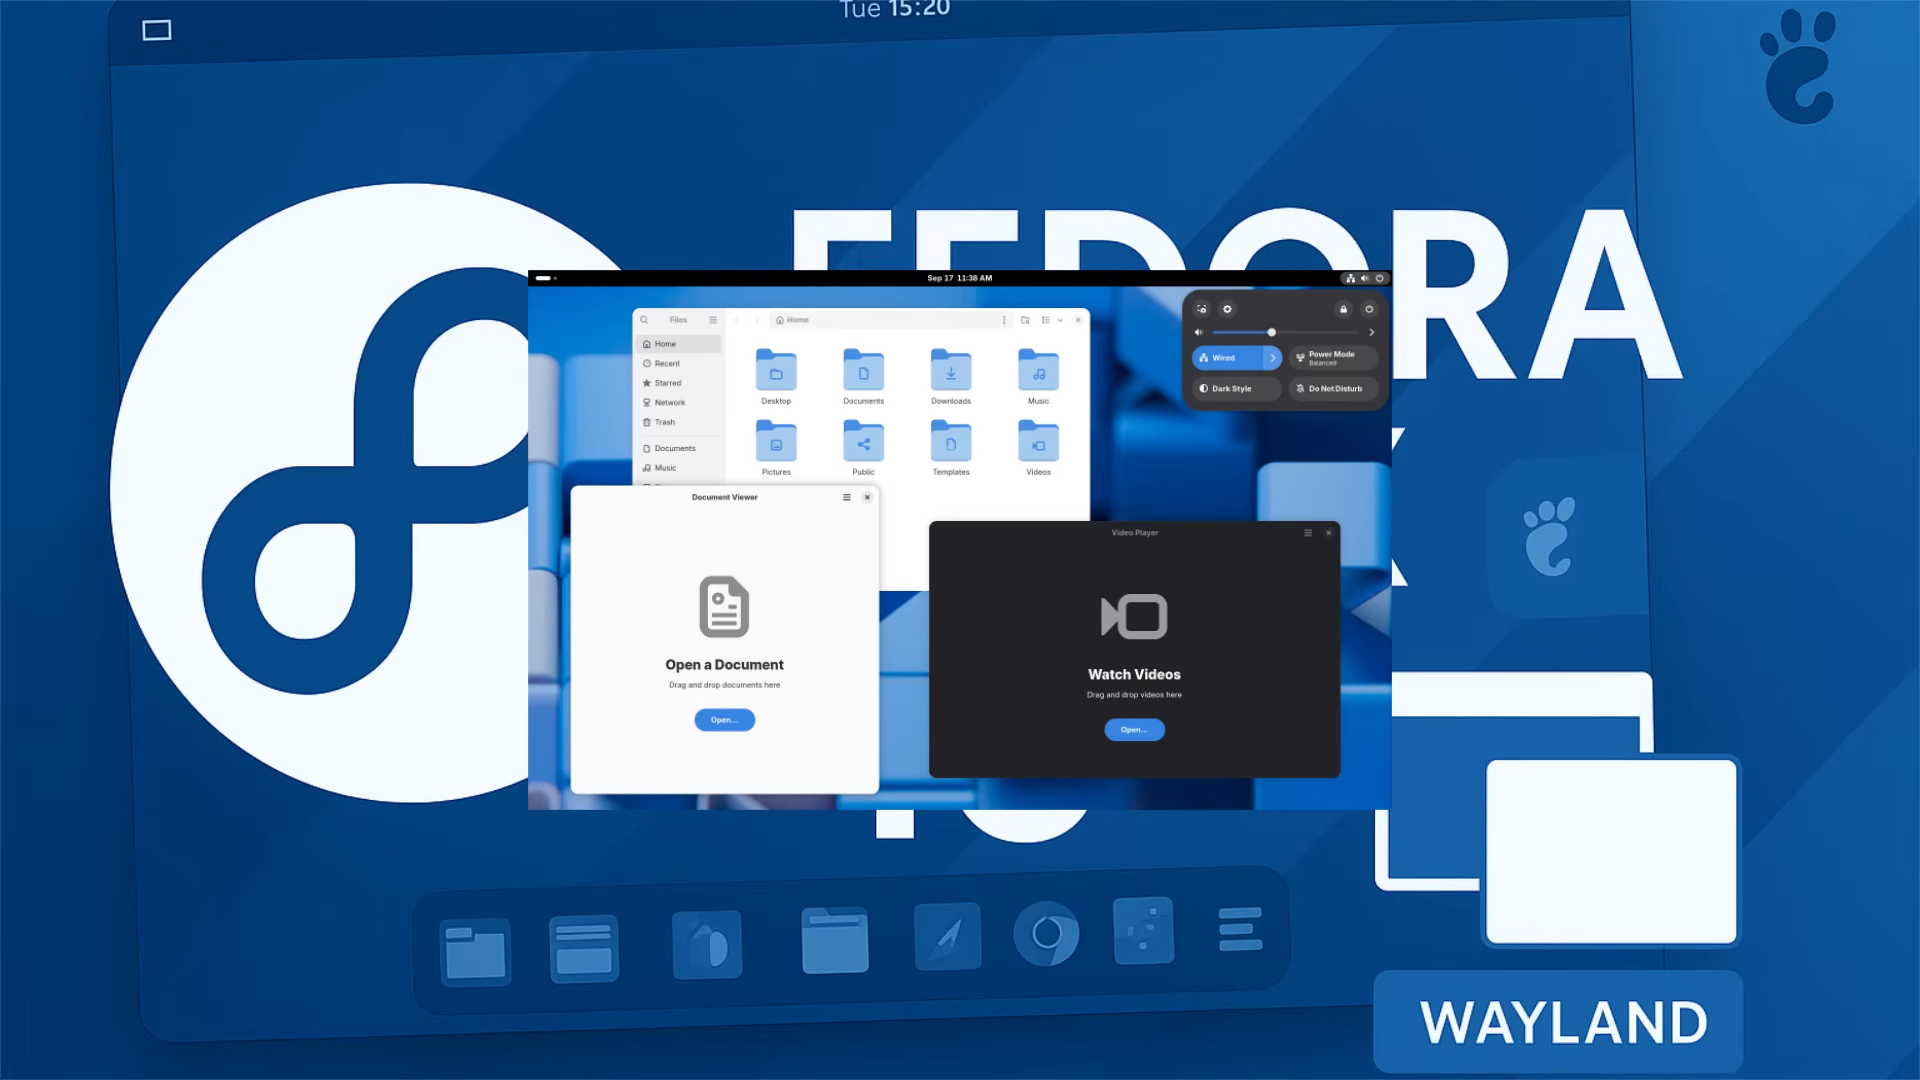 Tue 15:20
FEDORA
Sep 17 11:38 AM
Files
Home
Home
Recent
Starred
Network
Trash
Documents
Music
Desktop
Documents
Downloads
Music
Pictures
Public
Templates
Videos
Wired
Power Mode
Balanced
Dark Style
Do Not Disturb
Document Viewer
Open a Document
Drag and drop documents here
Open...
Video Player
Watch Videos
Drag and drop videos here
Open...
WAYLAND